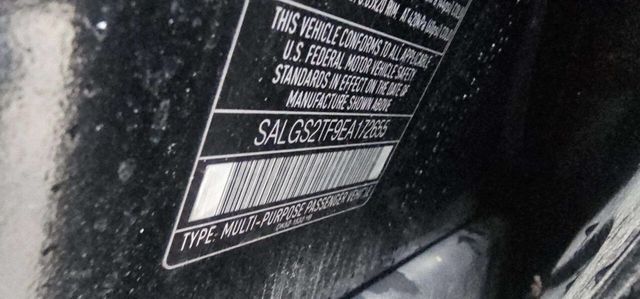 THIS VEHICLE CONFORMS TO ALL APPLICABLE
U.S. FEDERAL MOTOR VEHICLE SAFETY
STANDARDS IN EFFECT ON THE DATE OF
MANUFACTURE SHOWN ABOVE
SALGS2TF9EA172655
TYPE: MULTI-PURPOSE PASSENGER VEHICLE